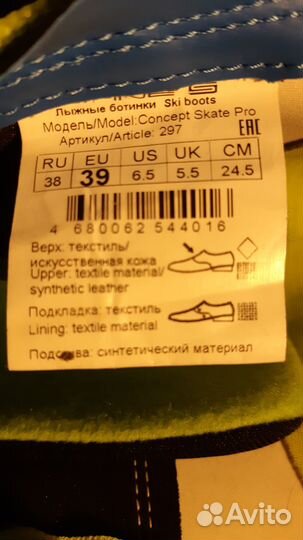 Лыжные ботинки Ski boots
Модель/Model:Concept Skate Pro
Артикул/Article: 297
EAC
RU EU US UK CM
38 39 6.5 5.5 24.5
4 680062 544016
Верх: текстиль/
искусственная кожа
Upper: textile material/
synthetic leather
Подкладка: текстиль
Lining: textile material
Подошва: синтетический материал
Avito